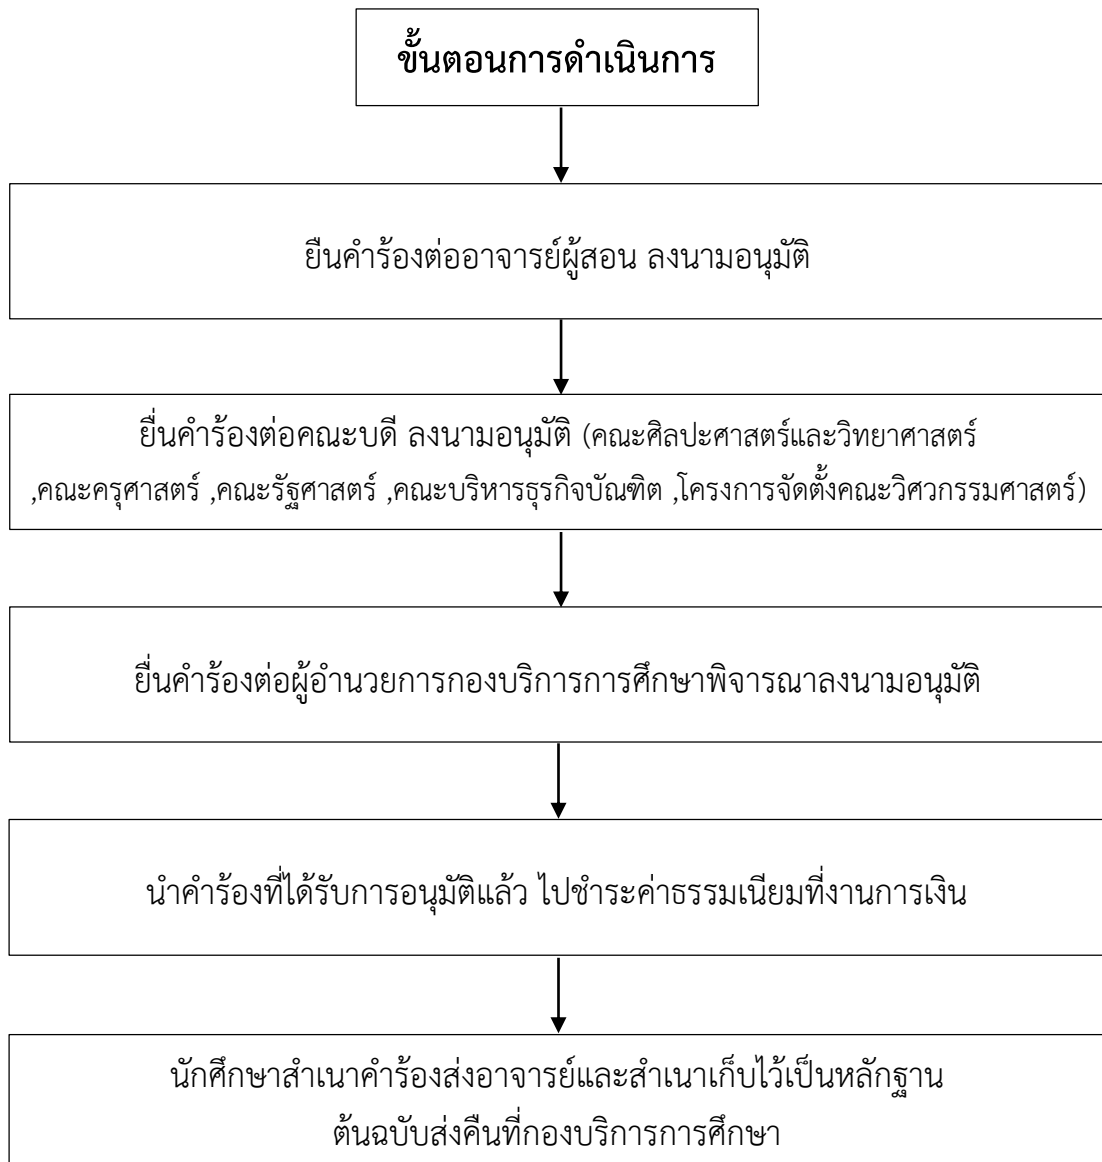 ขั้นตอนการดำเนินการ
ยืนคำร้องต่ออาจารย์ผู้สอน ลงนามอนุมัติ
ยื่นคำร้องต่อคณะบดี ลงนามอนุมัติ (คณะศิลปะศาสตร์และวิทยาศาสตร์
,คณะครุศาสตร์ ,คณะรัฐศาสตร์ ,คณะบริหารธุรกิจบัณฑิต ,โครงการจัดตั้งคณะวิศวกรรมศาสตร์)
ยื่นคำร้องต่อผู้อำนวยการกองบริการการศึกษาพิจารณาลงนามอนุมัติ
นำคำร้องที่ได้รับการอนุมัติแล้ว ไปชำระค่าธรรมเนียมที่งานการเงิน
นักศึกษาสำเนาคำร้องส่งอาจารย์และสำเนาเก็บไว้เป็นหลักฐาน
ต้นฉบับส่งคืนที่กองบริการการศึกษา